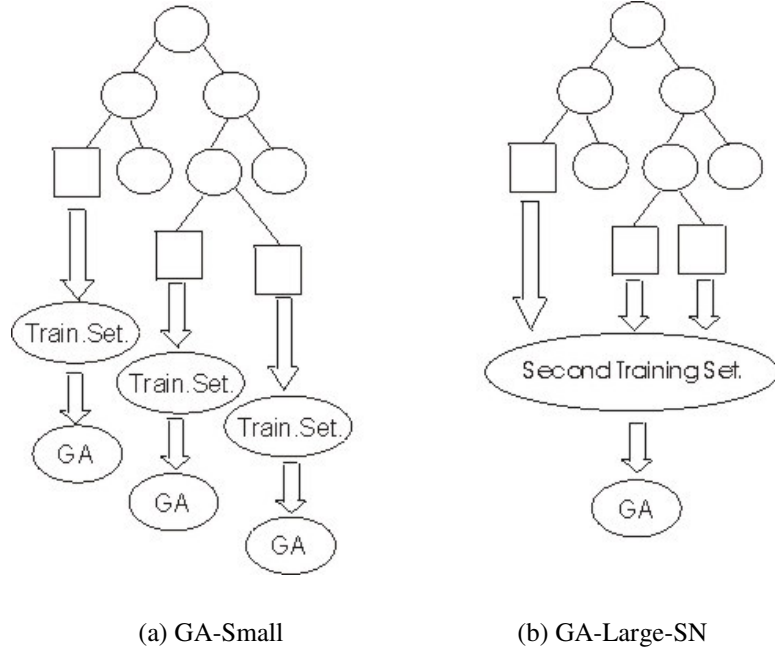 Train.Set.
Train.Set.
Train.Set.
GA
GA
GA
Second Training Set.
GA
(a) GA-Small
(b) GA-Large-SN